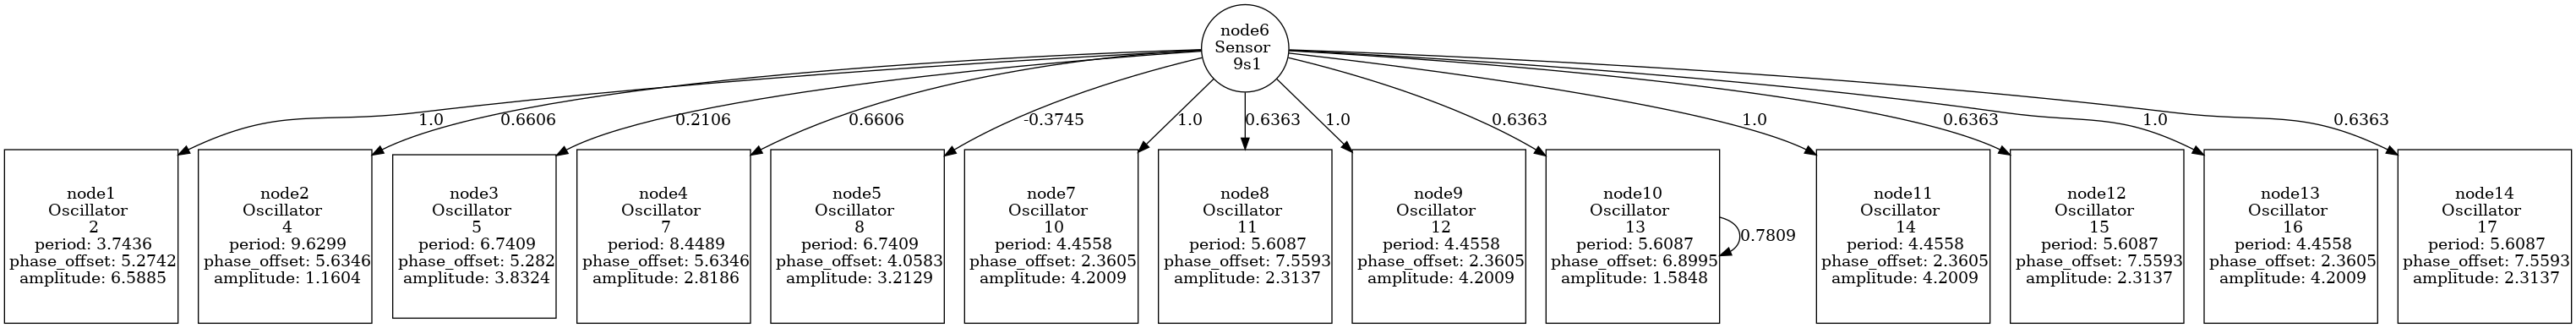 node6
Sensor
9s1
1.0
0.6606
0.2106
0.6606
-0.3745
1.0
0.6363
1.0
0.6363
1.0
0.6363
1.0
0.6363
node1
Oscillator
2
period: 3.7436
phase_offset: 5.2742
amplitude: 6.5885
node2
Oscillator
4
period: 9.6299
phase_offset: 5.6346
amplitude: 1.1604
node3
Oscillator
5
period: 6.7409
phase_offset: 5.282
amplitude: 3.8324
node4
Oscillator
7
period: 8.4489
phase_offset: 5.6346
amplitude: 2.8186
node5
Oscillator
8
period: 6.7409
phase_offset: 4.0583
amplitude: 3.2129
node7
Oscillator
10
period: 4.4558
phase_offset: 2.3605
amplitude: 4.2009
node8
Oscillator
11
period: 5.6087
phase_offset: 7.5593
amplitude: 2.3137
node9
Oscillator
12
period: 4.4558
phase_offset: 2.3605
amplitude: 4.2009
node10
Oscillator
13
period: 5.6087
phase_offset: 6.8995
amplitude: 1.5848
0.7809
node11
Oscillator
14
period: 4.4558
phase_offset: 2.3605
amplitude: 4.2009
node12
Oscillator
15
period: 5.6087
phase_offset: 7.5593
amplitude: 2.3137
node13
Oscillator
16
period: 4.4558
phase_offset: 2.3605
amplitude: 4.2009
node14
Oscillator
17
period: 5.6087
phase_offset: 7.5593
amplitude: 2.3137